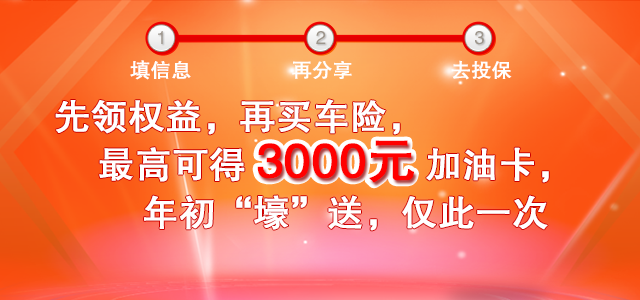 1 2 3
填信息 再分享 去投保
先领权益，再买车险，
最高可得 3000元 加油卡，
年初“壕”送，仅此一次